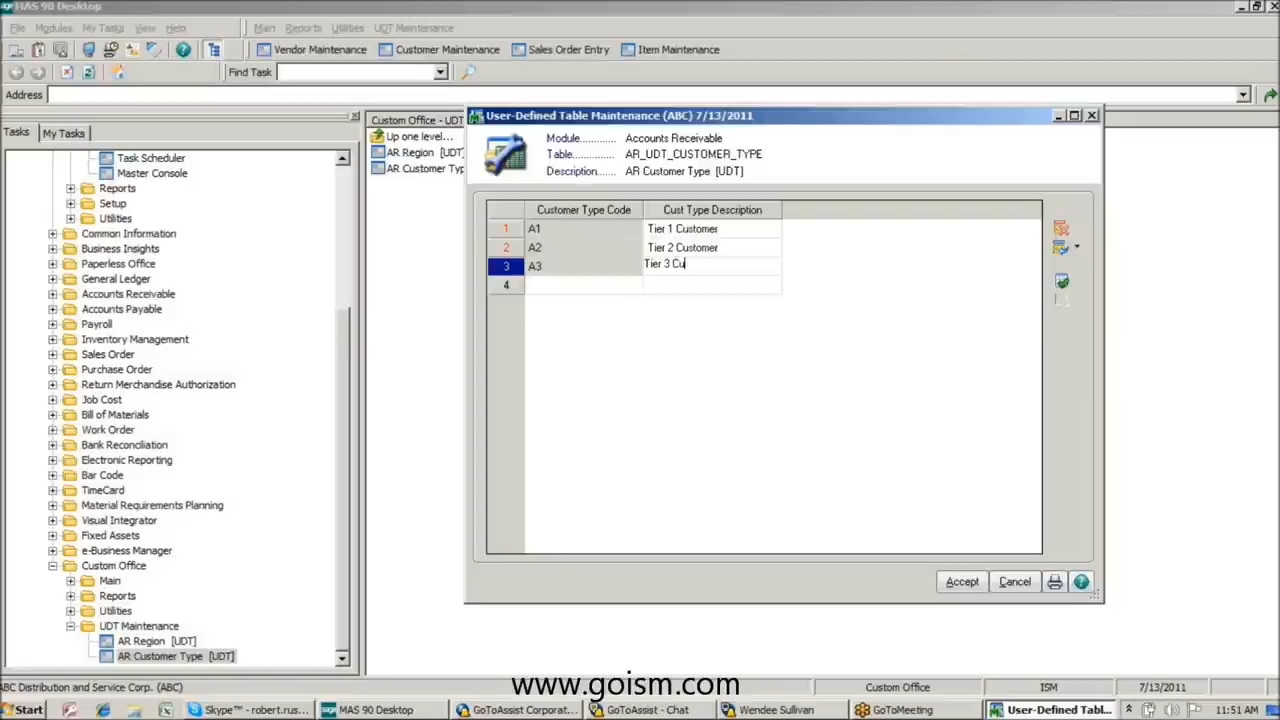 MAS 90 Desktop
File Modules My Tasks View Help Main Reports Utilities UDT Maintenance
Vendor Maintenance Customer Maintenance Sales Order Entry Item Maintenance
Find Task
Address
Tasks My Tasks
Task Scheduler
Master Console
Reports
Setup
Utilities
Common Information
Business Insights
Paperless Office
General Ledger
Accounts Receivable
Accounts Payable
Payroll
Inventory Management
Sales Order
Purchase Order
Return Merchandise Authorization
Job Cost
Bill of Materials
Work Order
Bank Reconciliation
Electronic Reporting
Bar Code
TimeCard
Material Requirements Planning
Visual Integrator
Fixed Assets
e-Business Manager
Custom Office
Main
Reports
Utilities
UDT Maintenance
AR Region [UDT]
AR Customer Type [UDT]
Custom Office - UDT
Up one level...
AR Region [UDT
AR Customer Typ
User-Defined Table Maintenance (ABC) 7/13/2011
Module............ Accounts Receivable
Table.............. AR_UDT_CUSTOMER_TYPE
Description....... AR Customer Type [UDT]
Customer Type Code Cust Type Description
1 A1 Tier 1 Customer
2 A2 Tier 2 Customer
3 A3 Tier 3 Cu
4
Accept Cancel
ABC Distribution and Service Corp. (ABC) Custom Office ISM 7/13/2011
www.goism.com
Start Skype™ - robert.rus... MAS 90 Desktop GoToAssist Corporat... GoToAssist - Chat Wendee Sullivan GoToMeeting User-Defined Tabl... 11:51 AM